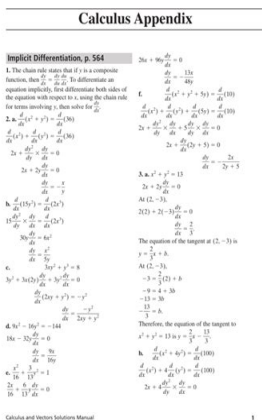 Calculus Appendix
Implicit Differentiation, p. 564
1. The chain rule states that if y is a composite
function, then dy/dx = dy/du du/dx. To differentiate an
equation implicitly, first differentiate both sides of
the equation with respect to x, using the chain rule
for terms involving y, then solve for dy/dx.
2. a. d/dx(x² + y²) = d/dx(36)
d/dx(x²) + d/dx(y²) = d/dx(36)
2x + dy²/dy × dy/dx = 0
2x + 2y dy/dx = 0
dy/dx = −x/y
b. d/dx(15y²) = d/dx(2x³)
15 dy²/dy × dy/dx = d/dx(2x³)
30y dy/dx = 6x²
dy/dx = x²/5y
c. 3xy² + y³ = 8
3y² + 3x(2y) dy/dx + 3y² dy/dx = 0
dy/dx(2xy + y²) = −y²
dy/dx = −y²/(2xy + y²)
d. 9x² − 16y² = −144
18x − 32y dy/dx = 0
dy/dx = 9x/16y
e. x²/16 + 3/13 y² = 1
2x/16 + 6/13 y dy/dx = 0
26x + 96y dy/dx = 0
dy/dx = −13x/48y
f. d/dx(x² + y² + 5y) = d/dx(10)
d/dx(x²) + d/dx(y²) + d/dx(5y) = d/dx(10)
2x + dy²/dy × dy/dx + 5 × dy/dx = 0
2x + dy/dx(2y + 5) = 0
dy/dx = −2x/(2y + 5)
3. a. x² + y² = 13
2x + 2y dy/dx = 0
At (2, −3),
2(2) + 2(−3) dy/dx = 0
dy/dx = 2/3
The equation of the tangent at (2, −3) is
y = 2/3 x + b.
At (2, −3),
−3 = 2/3(2) + b
−9 = 4 + 3b
−13 = 3b
−13/3 = b.
Therefore, the equation of the tangent to
x² + y² = 13 is y = 2/3 x − 13/3.
b. d/dx(x² + 4y²) = d/dx(100)
d/dx(x²) + 4 d/dx(y²) = d/dx(100)
2x + 4 dy²/dy × dy/dx = 0
Calculus and Vectors Solutions Manual
1